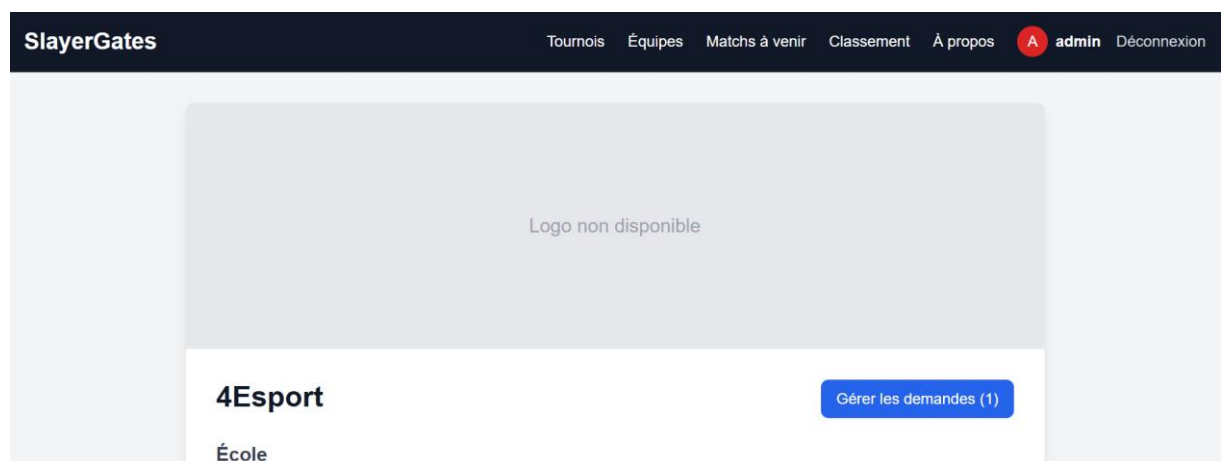 SlayerGates Tournois Équipes Matchs à venir Classement À propos A admin Déconnexion
Logo non disponible
4Esport Gérer les demandes (1)
École